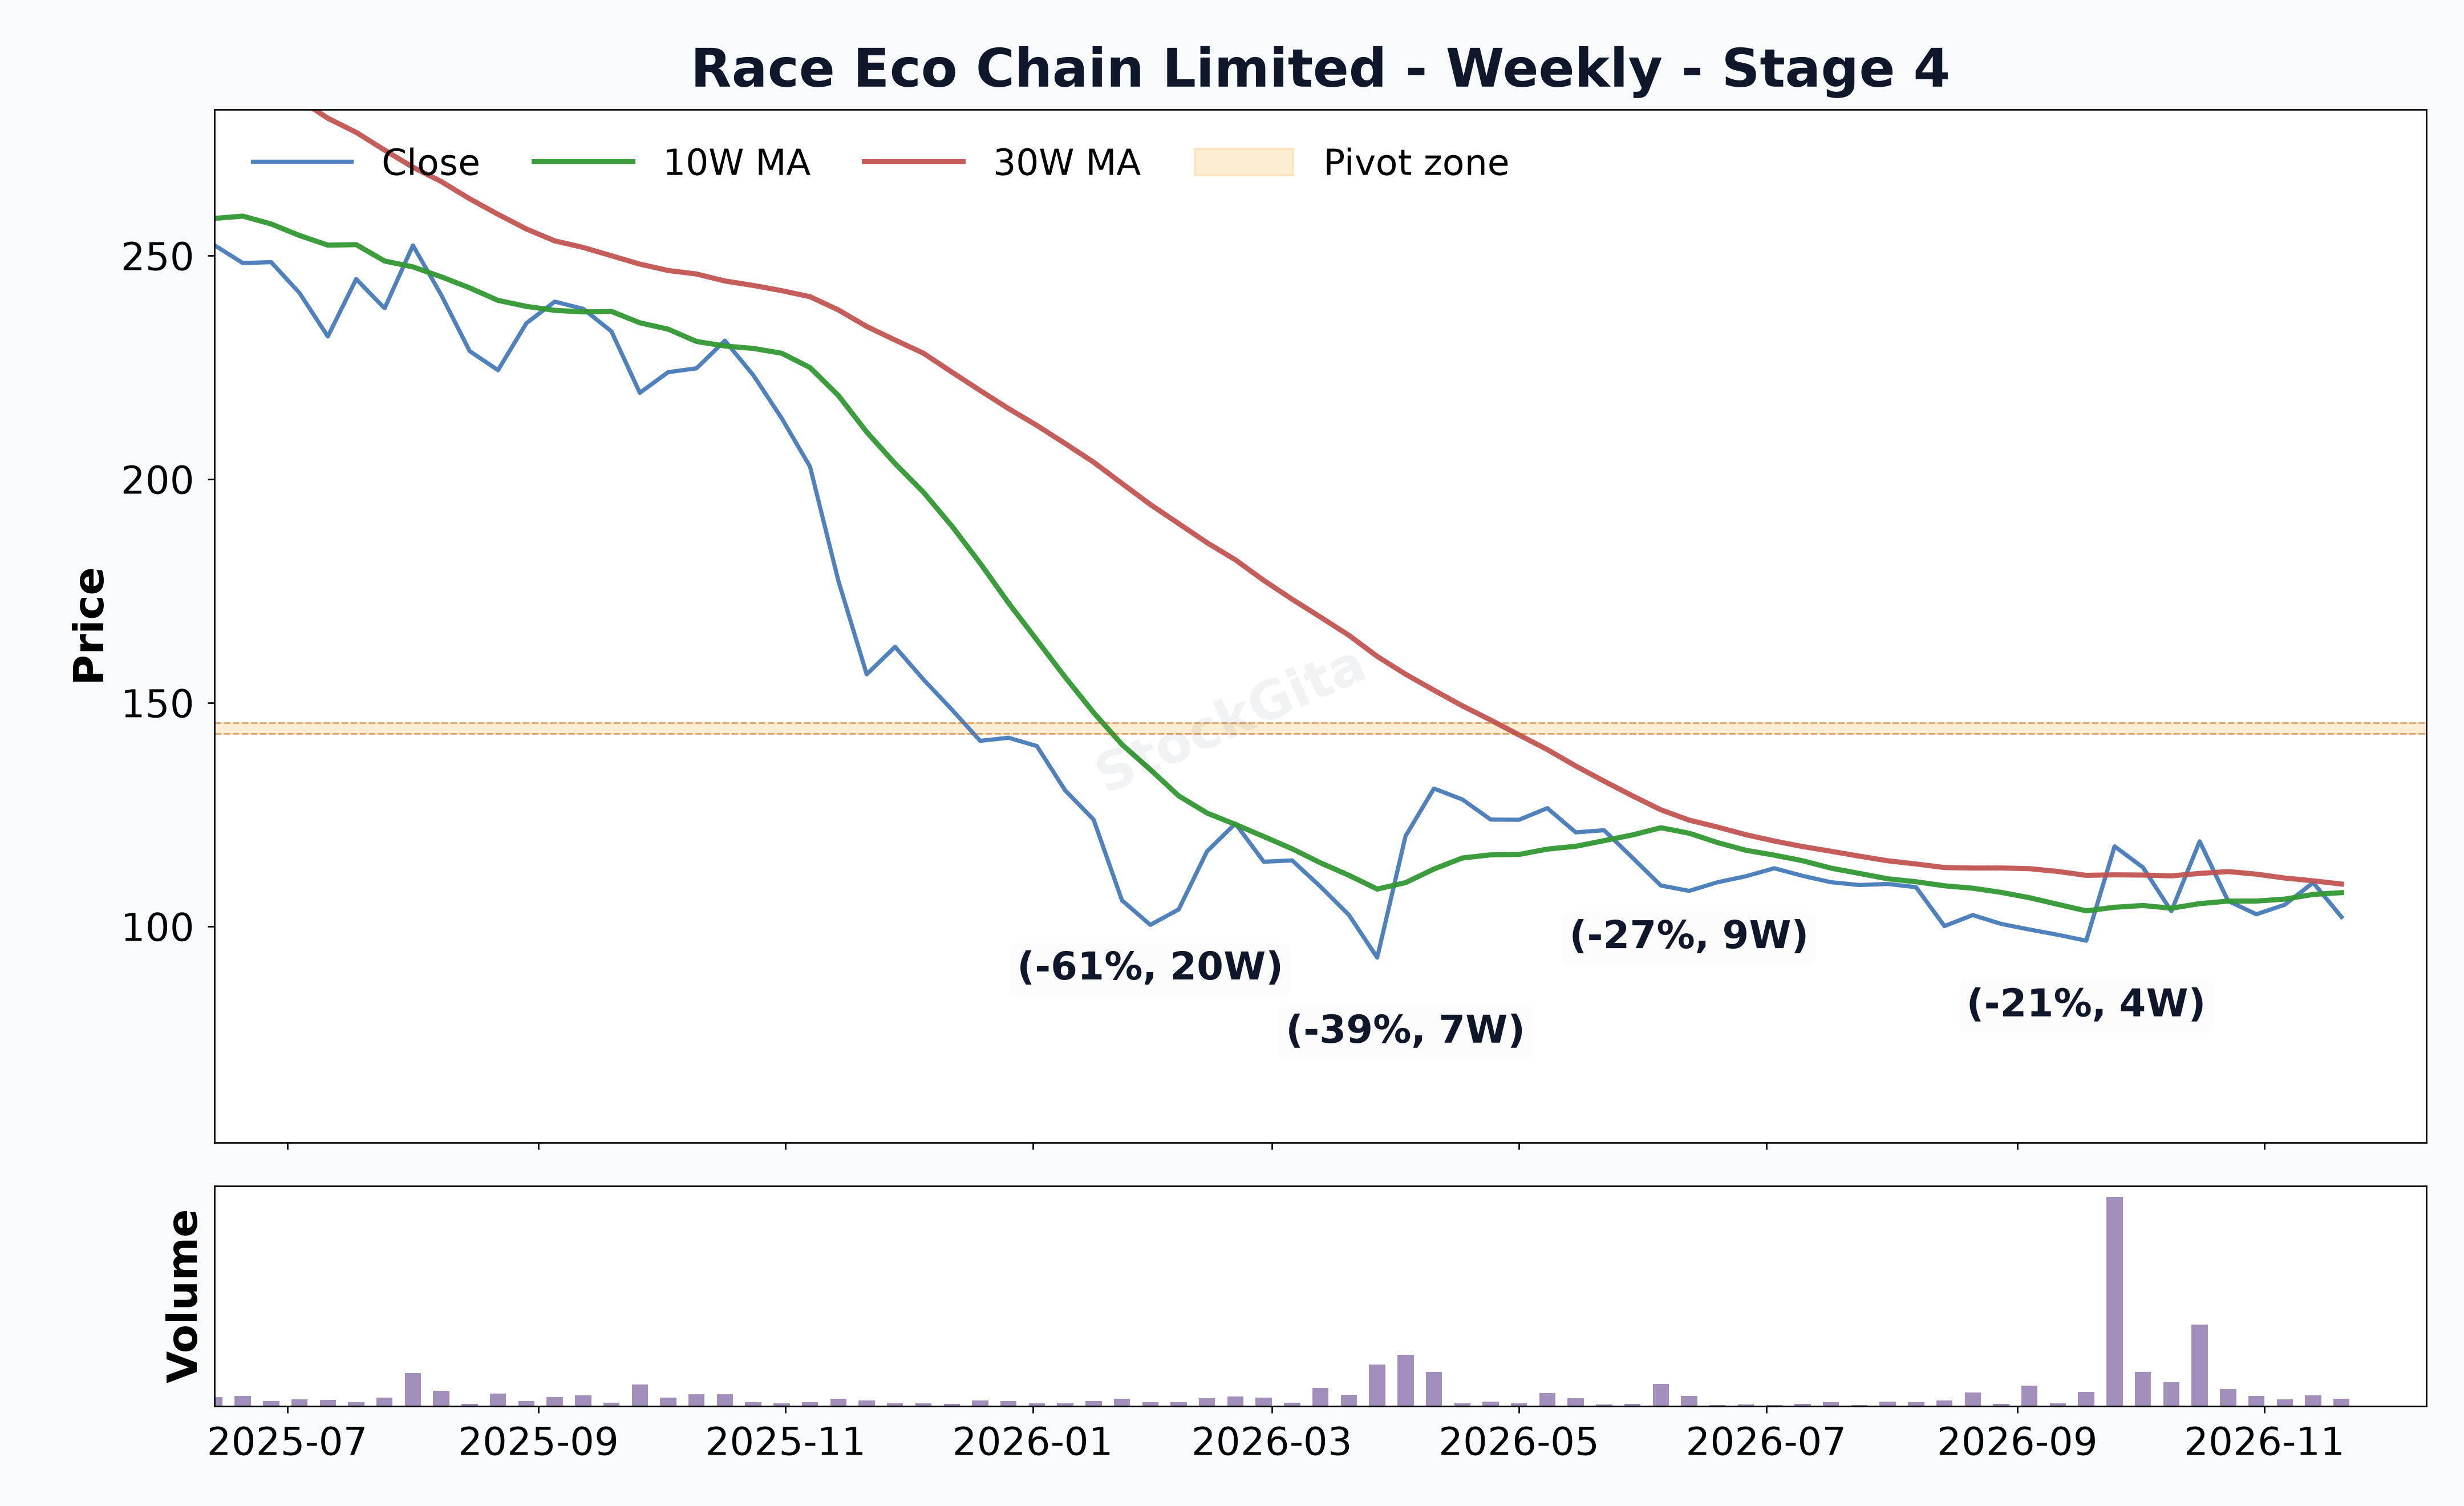 Race Eco Chain Limited - Weekly - Stage 4
Close 10W MA 30W MA Pivot zone
250
200
150
100
Price
StockGita
(-61%, 20W)
(-39%, 7W)
(-27%, 9W)
(-21%, 4W)
Volume
2025-07 2025-09 2025-11 2026-01 2026-03 2026-05 2026-07 2026-09 2026-11